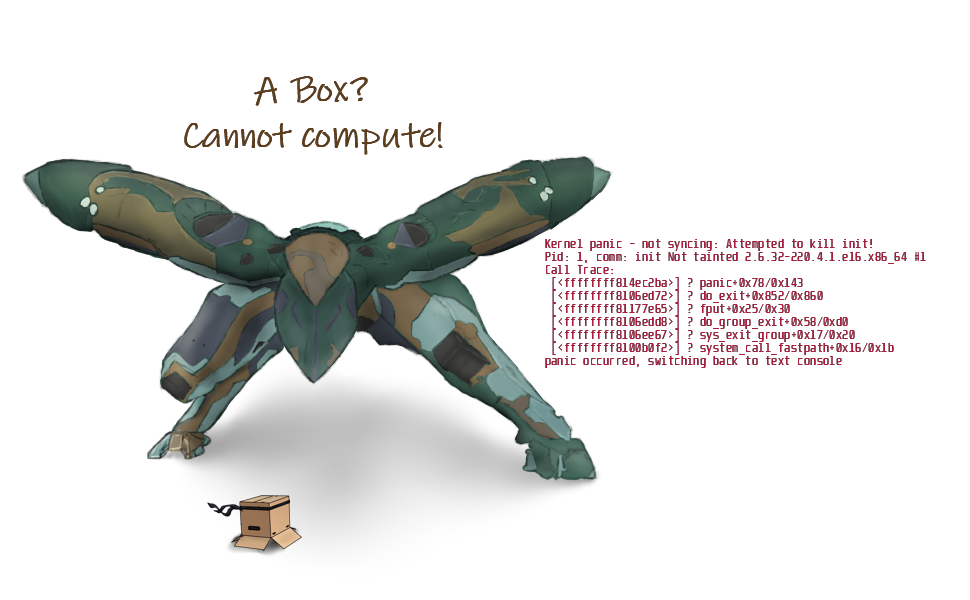 A Box?
Cannot compute!
Kernel panic - not syncing: Attempted to kill init!
Pid: 1, comm: init Not tainted 2.6.32-220.4.1.el6.x86_64 #1
Call Trace:
[<ffffffff814ec2ba>] ? panic+0x78/0x143
[<ffffffff8106ed72>] ? do_exit+0x852/0x860
[<ffffffff81177e65>] ? fput+0x25/0x30
[<ffffffff8106edd8>] ? do_group_exit+0x58/0xd0
[<ffffffff8106ee67>] ? sys_exit_group+0x17/0x20
[<ffffffff8100b0f2>] ? system_call_fastpath+0x16/0x1b
panic occurred, switching back to text console